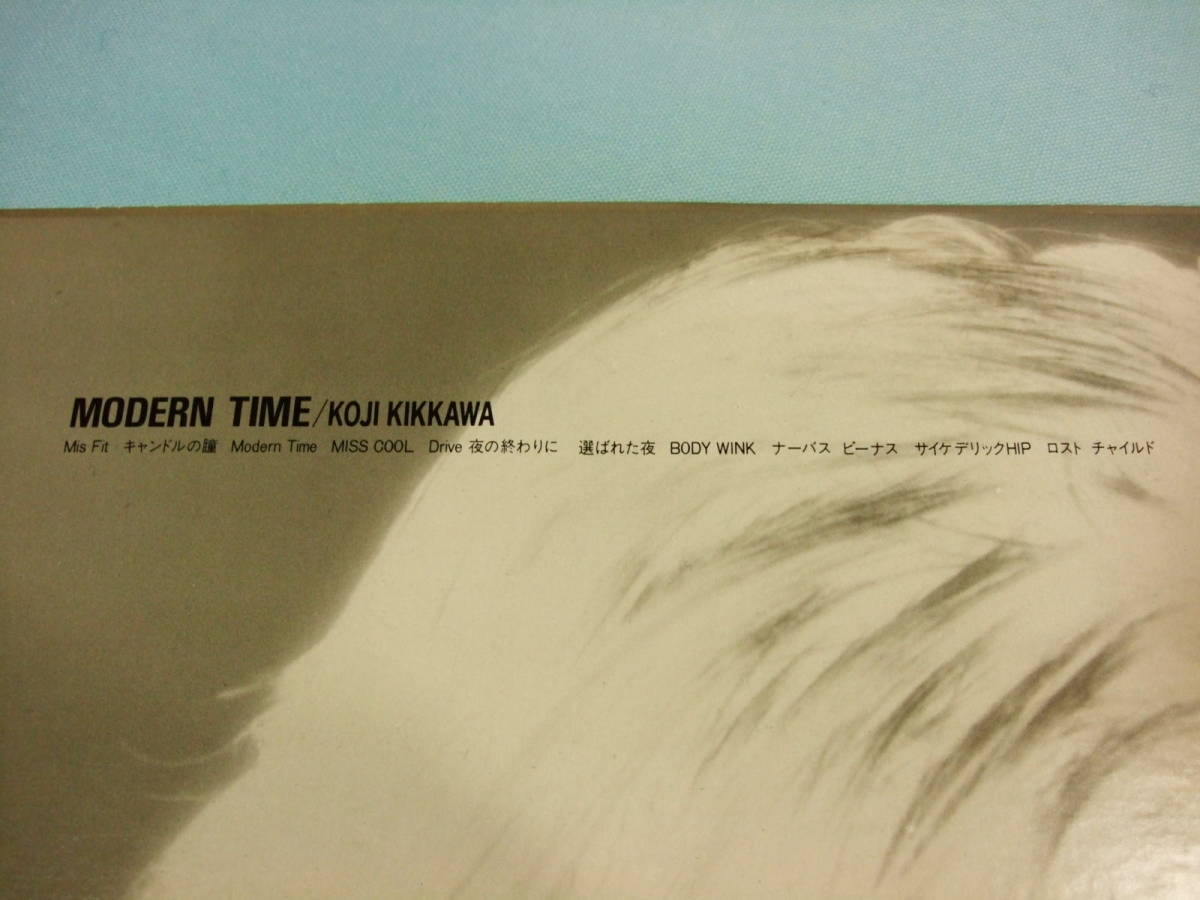 MODERN TIME/KOJI KIKKAWA
Mis Fit キャンドルの瞳 Modern Time MISS COOL Drive 夜の終わりに 選ばれた夜 BODY WINK ナーバス ビーナス サイケデリックHIP ロスト チャイルド